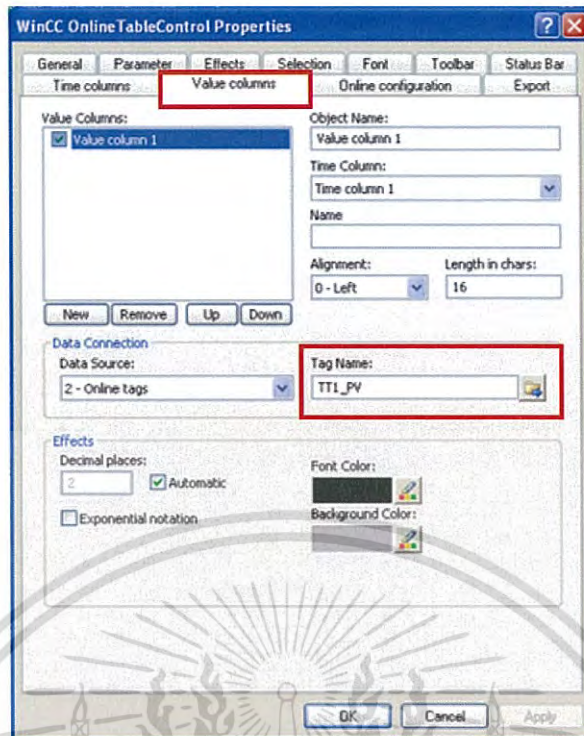 WinCC OnlineTableControl Properties
General Parameter Effects Selection Font Toolbar Status Bar
Time columns Value columns Online configuration Export
Value Columns: Object Name:
Value column 1 Value column 1
Time Column:
Time column 1
Name
Alignment: Length in chars:
0 - Left 16
New Remove Up Down
Data Connection
Data Source: Tag Name:
2 - Online tags TT1_PV
Effects
Decimal places: Font Color:
2 Automatic
Exponential notation Background Color:
OK Cancel Apply